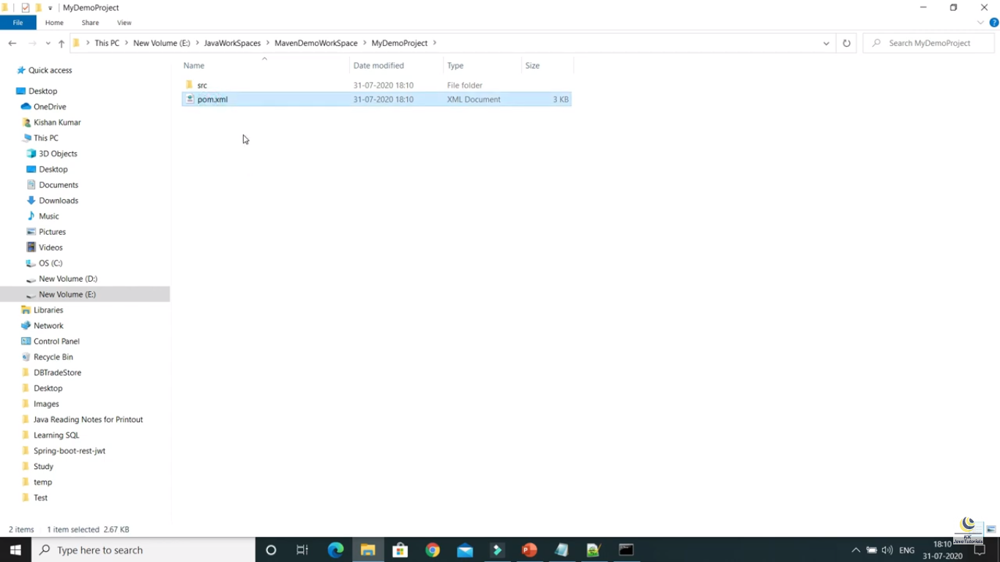 MyDemoProject
File
Home
Share
View
This PC
New Volume (E:)
JavaWorkSpaces
MavenDemoWorkSpace
MyDemoProject
Search MyDemoProject
Name
Date modified
Type
Size
src
31-07-2020 18:10
File folder
pom.xml
31-07-2020 18:10
XML Document
3 KB
Quick access
Desktop
OneDrive
Kishan Kumar
This PC
3D Objects
Desktop
Documents
Downloads
Music
Pictures
Videos
OS (C:)
New Volume (D:)
New Volume (E:)
Libraries
Network
Control Panel
Recycle Bin
DBTradeStore
Desktop
Images
Java Reading Notes for Printout
Learning SQL
Spring-boot-rest-jwt
Study
temp
Test
2 items
1 item selected 2.67 KB
KK
JavaTutorials
Type here to search
ENG
18:10
31-07-2020